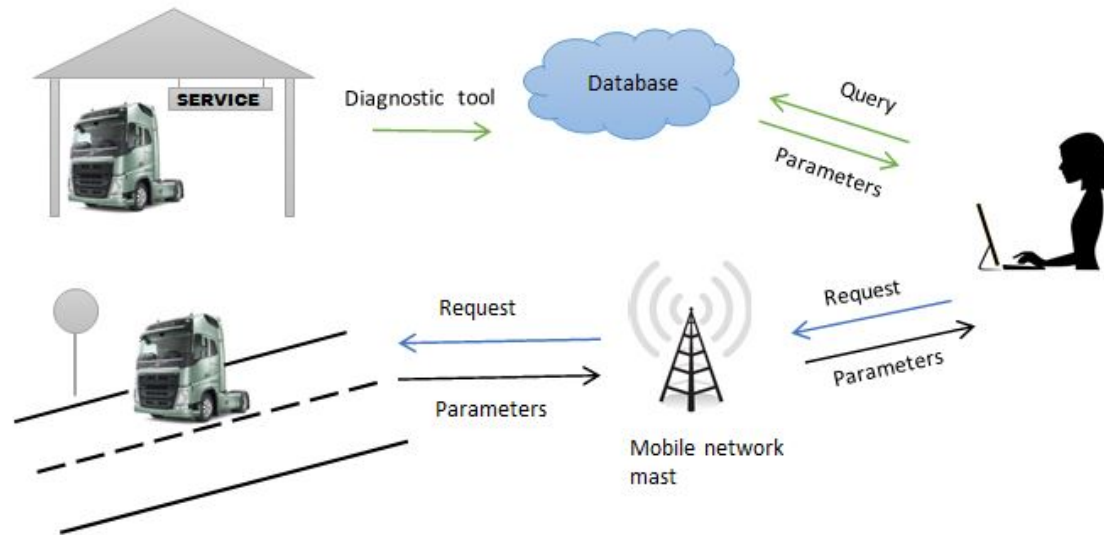 SERVICE
Diagnostic tool
Database
Query
Parameters
Request
Parameters
Mobile network
mast
Request
Parameters